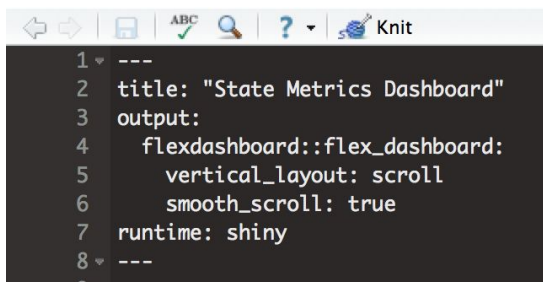 ABC ? Knit
1 ---
2 title: "State Metrics Dashboard"
3 output:
4   flexdashboard::flex_dashboard:
5     vertical_layout: scroll
6     smooth_scroll: true
7 runtime: shiny
8 ---